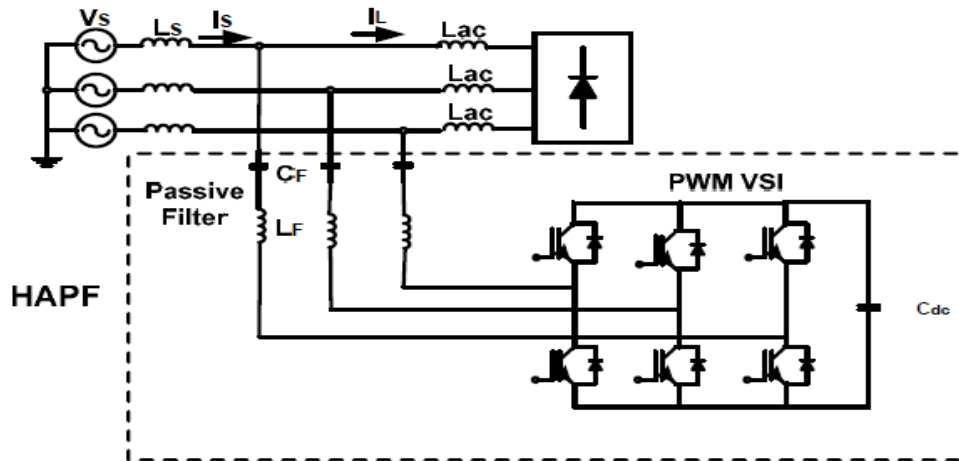 Vs
Ls
Is
IL
Lac
Lac
Lac
CF
Passive
Filter
LF
PWM VSI
HAPF
Cdc